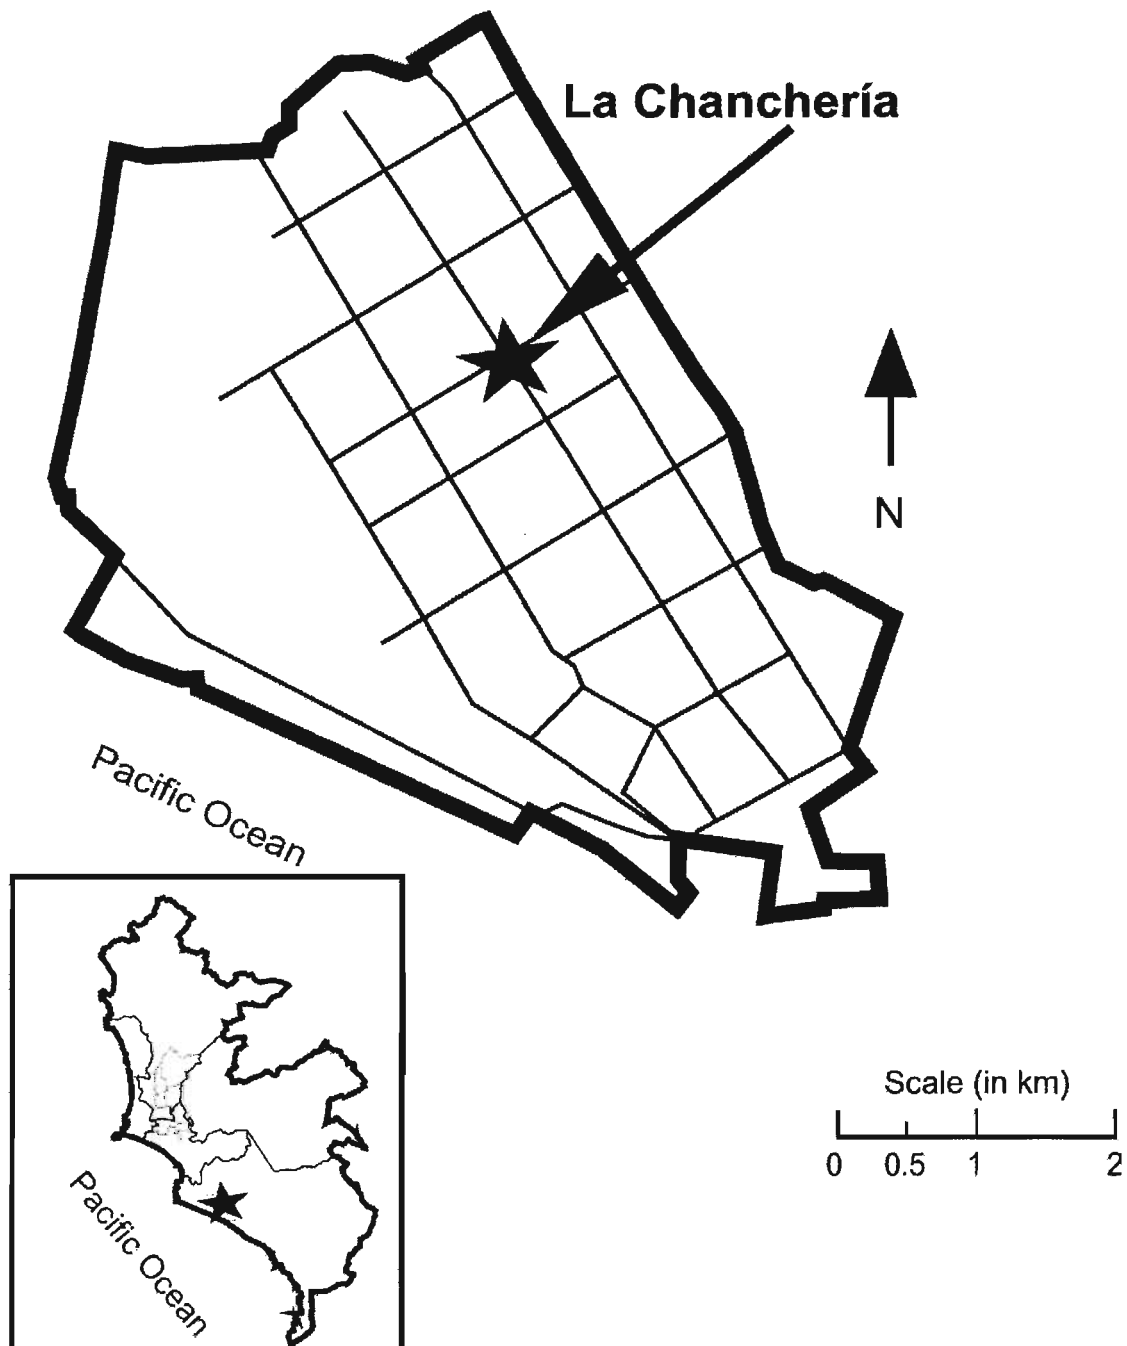 La Chanchería
N
Pacific Ocean
Pacific Ocean
Scale (in km)
0 0.5 1 2